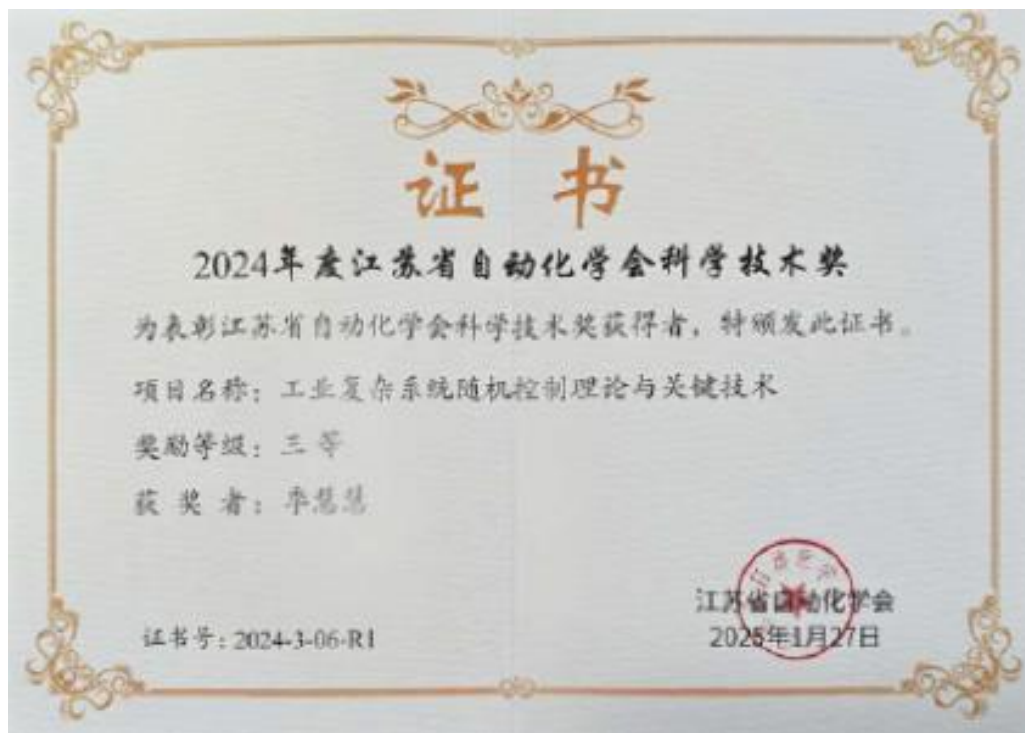 证书
2024年度江苏省自动化学会科学技术奖
为表彰江苏省自动化学会科学技术奖获得者，特颁发此证书。
项目名称：工业复杂系统随机控制理论与关键技术
奖励等级：三等
获奖者：季慧慧
江苏省自动化学会
证书号：2024-3-06-R1
2025年1月27日